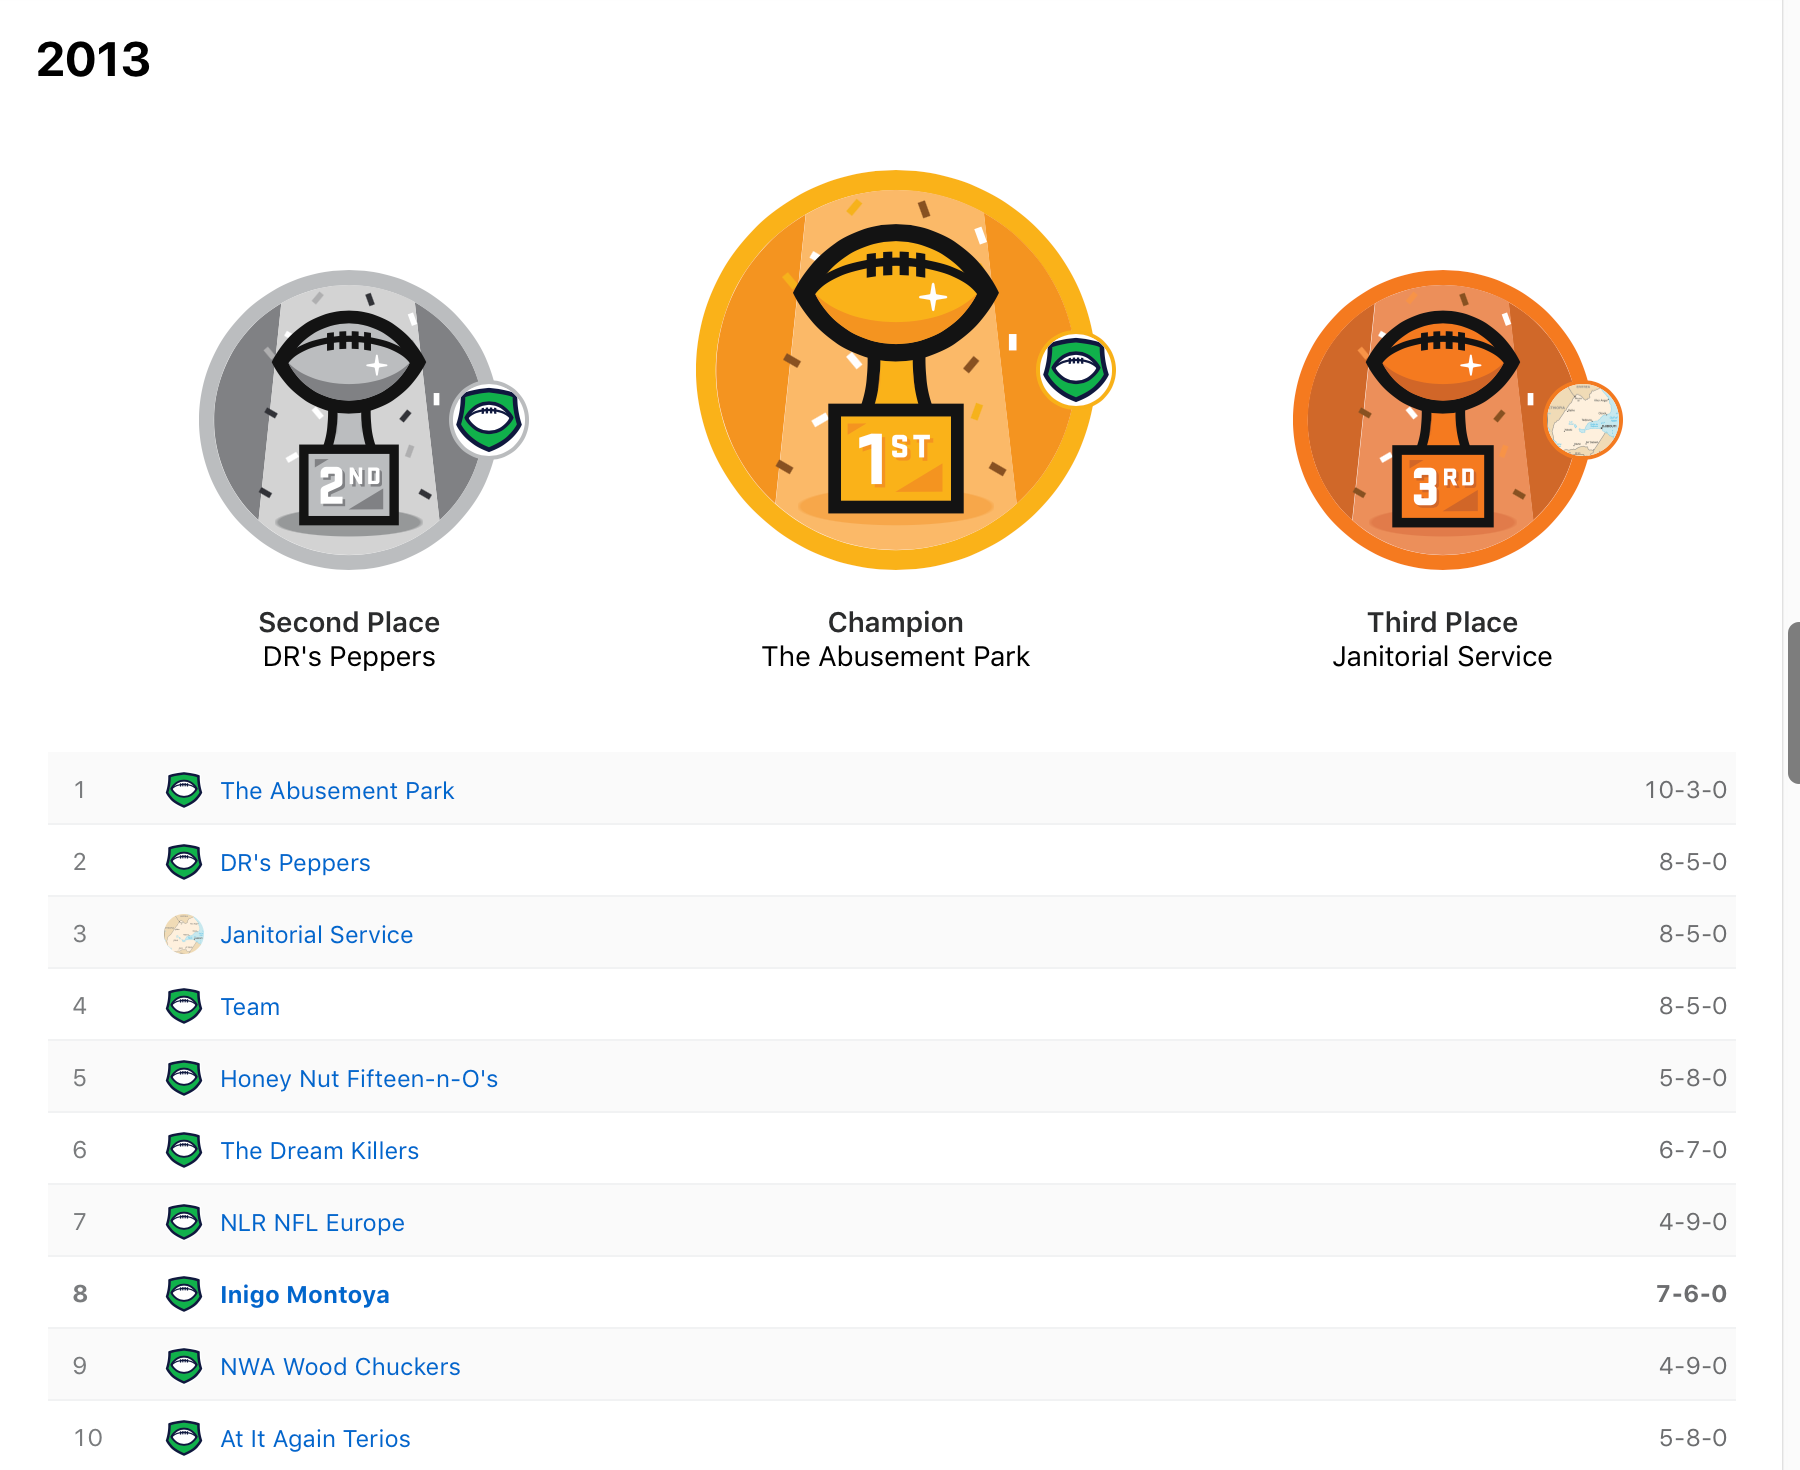 2013
2ND
1ST
3RD
Second Place
DR's Peppers
Champion
The Abusement Park
Third Place
Janitorial Service
1 The Abusement Park 10-3-0
2 DR's Peppers 8-5-0
3 Janitorial Service 8-5-0
4 Team 8-5-0
5 Honey Nut Fifteen-n-O's 5-8-0
6 The Dream Killers 6-7-0
7 NLR NFL Europe 4-9-0
8 Inigo Montoya 7-6-0
9 NWA Wood Chuckers 4-9-0
10 At It Again Terios 5-8-0